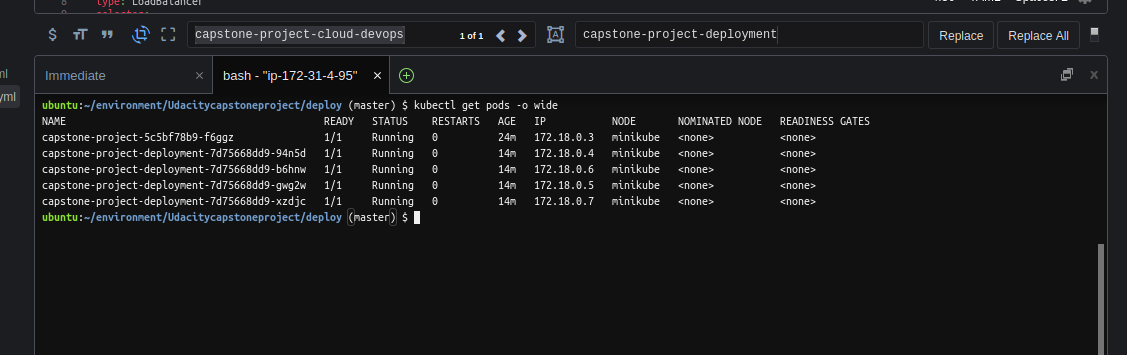 type: LoadBalancer
capstone-project-cloud-devops 1 of 1 capstone-project-deployment Replace Replace All
Immediate × bash - "ip-172-31-4-95" ×
yml
ubuntu:~/environment/Udacitycapstoneproject/deploy (master) $ kubectl get pods -o wide
NAME READY STATUS RESTARTS AGE IP NODE NOMINATED NODE READINESS GATES
capstone-project-5c5bf78b9-f6ggz 1/1 Running 0 24m 172.18.0.3 minikube <none> <none>
capstone-project-deployment-7d75668dd9-94n5d 1/1 Running 0 14m 172.18.0.4 minikube <none> <none>
capstone-project-deployment-7d75668dd9-b6hnw 1/1 Running 0 14m 172.18.0.6 minikube <none> <none>
capstone-project-deployment-7d75668dd9-gwg2w 1/1 Running 0 14m 172.18.0.5 minikube <none> <none>
capstone-project-deployment-7d75668dd9-xzdjc 1/1 Running 0 14m 172.18.0.7 minikube <none> <none>
ubuntu:~/environment/Udacitycapstoneproject/deploy (master) $